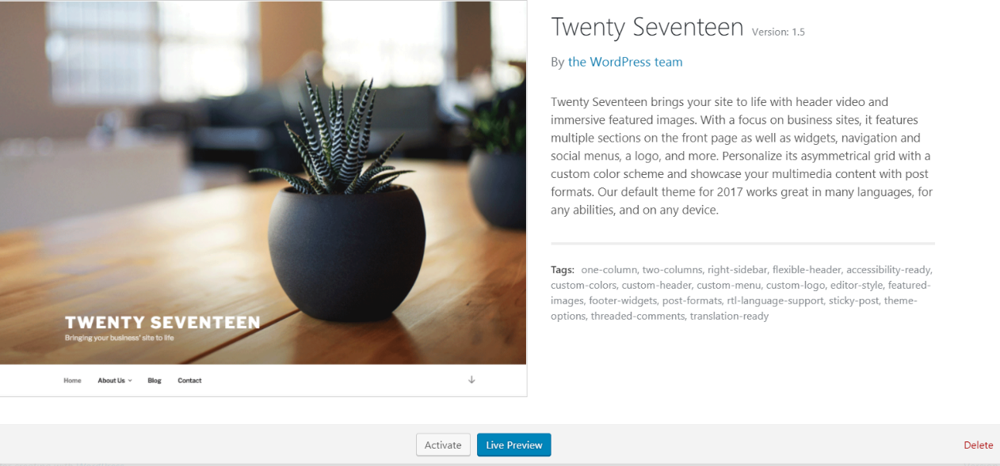 Twenty Seventeen Version: 1.5
By the WordPress team
Twenty Seventeen brings your site to life with header video and
immersive featured images. With a focus on business sites, it features
multiple sections on the front page as well as widgets, navigation and
social menus, a logo, and more. Personalize its asymmetrical grid with a
custom color scheme and showcase your multimedia content with post
formats. Our default theme for 2017 works great in many languages, for
any abilities, and on any device.
Tags: one-column, two-columns, right-sidebar, flexible-header, accessibility-ready,
custom-colors, custom-header, custom-menu, custom-logo, editor-style, featured-
images, footer-widgets, post-formats, rtl-language-support, sticky-post, theme-
options, threaded-comments, translation-ready
TWENTY SEVENTEEN
Bringing your business' site to life
Home About Us Blog Contact
Activate Live Preview Delete